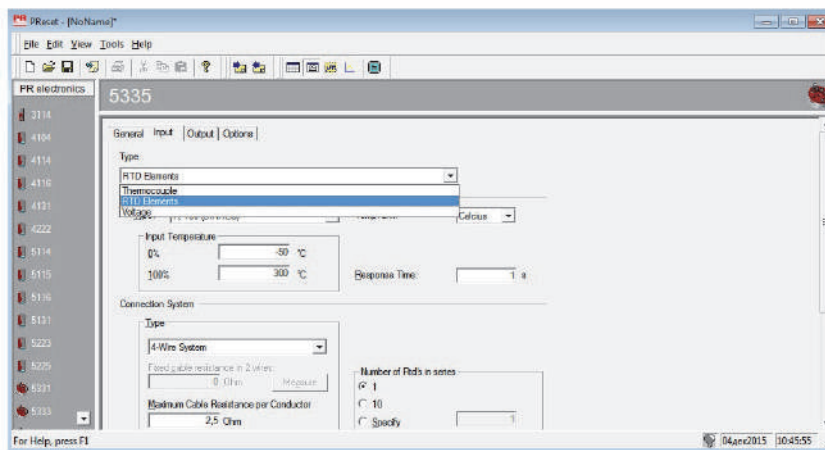 PReset - [NoName]*
File Edit View Tools Help
PR electronics
5335
3114
4104
4114
4116
4131
4222
5114
5115
5116
5131
5223
5225
5331
5333
General Input Output Options
Type
RTD Elements
Thermocouple
RTD Elements
Voltage
Celcius
Input Temperature
0% -50 °C
100% 300 °C
Response Time: 1 s
Connection System
Type
4-Wire System
Fixed cable resistance in 2 wires:
0 Ohm Measure
Maximum Cable Resistance per Conductor
2,5 Ohm
Number of Rtd's in series
1
10
Specify 1
For Help, press F1
04дек2015 10:45:55